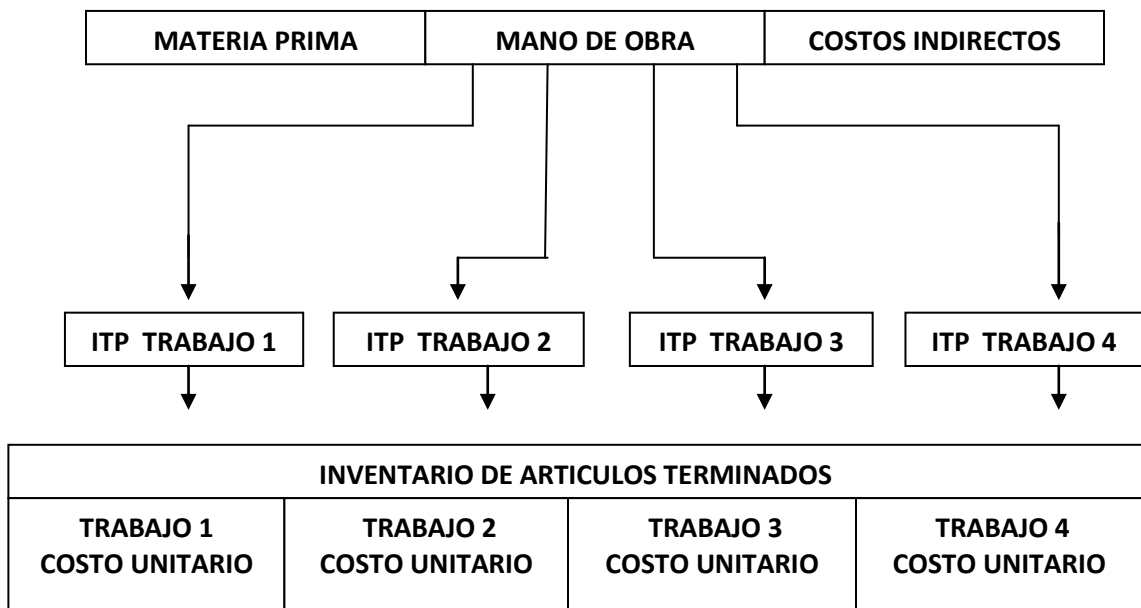 MATERIA PRIMA
MANO DE OBRA
COSTOS INDIRECTOS
ITP TRABAJO 1
ITP TRABAJO 2
ITP TRABAJO 3
ITP TRABAJO 4
INVENTARIO DE ARTICULOS TERMINADOS
TRABAJO 1
COSTO UNITARIO
TRABAJO 2
COSTO UNITARIO
TRABAJO 3
COSTO UNITARIO
TRABAJO 4
COSTO UNITARIO